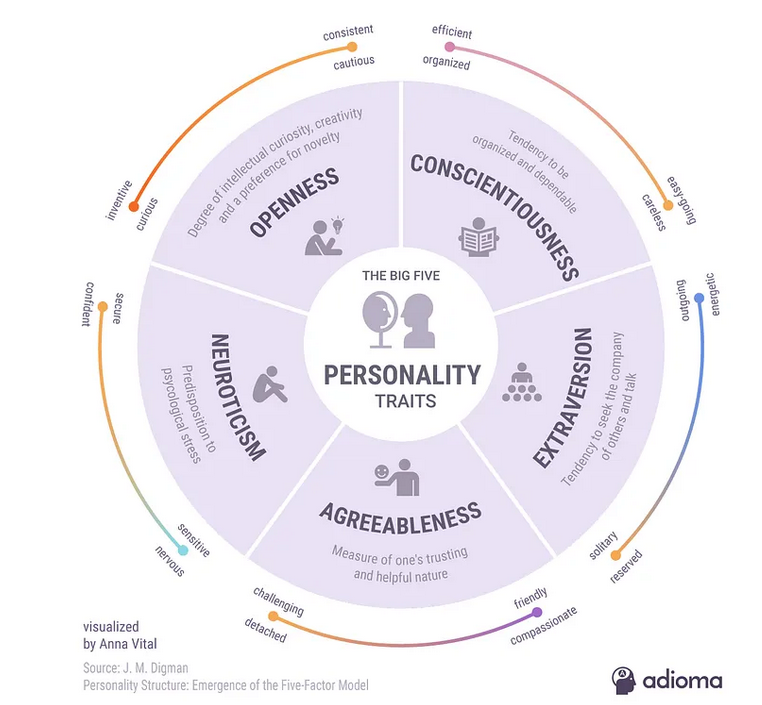 consistent
cautious
efficient
organized
inventive
curious
Degree of intellectual curiosity, creativity
and a preference for novelty
OPENNESS
Tendency to be
organized and dependable
CONSCIENTIOUSNESS
easy-going
careless
THE BIG FIVE
PERSONALITY
TRAITS
confident
secure
NEUROTICISM
Predisposition to
psycological stress
sensitive
nervous
energetic
outgoing
EXTRAVERSION
Tendency to seek the company
of others and talk
solitary
reserved
AGREEABLENESS
Measure of one's trusting
and helpful nature
challenging
detached
friendly
compassionate
visualized
by Anna Vital
Source: J. M. Digman
Personality Structure: Emergence of the Five-Factor Model
adioma